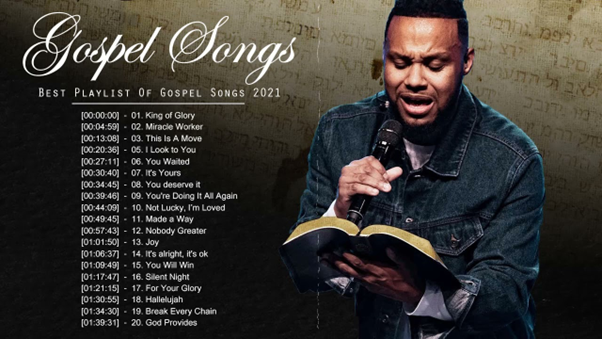 Gospel Songs
Best Playlist Of Gospel Songs 2021
[00:00:00] - 01. King of Glory
[00:04:59] - 02. Miracle Worker
[00:13:08] - 03. This Is A Move
[00:20:36] - 05. I Look to You
[00:27:11] - 06. You Waited
[00:30:40] - 07. It's Yours
[00:34:45] - 08. You deserve it
[00:39:46] - 09. You're Doing It All Again
[00:44:09] - 10. Not Lucky, I'm Loved
[00:49:45] - 11. Made a Way
[00:57:43] - 12. Nobody Greater
[01:01:50] - 13. Joy
[01:06:37] - 14. It's alright, it's ok
[01:09:49] - 15. You Will Win
[01:17:47] - 16. Silent Night
[01:21:15] - 17. For Your Glory
[01:30:55] - 18. Hallelujah
[01:34:30] - 19. Break Every Chain
[01:39:31] - 20. God Provides